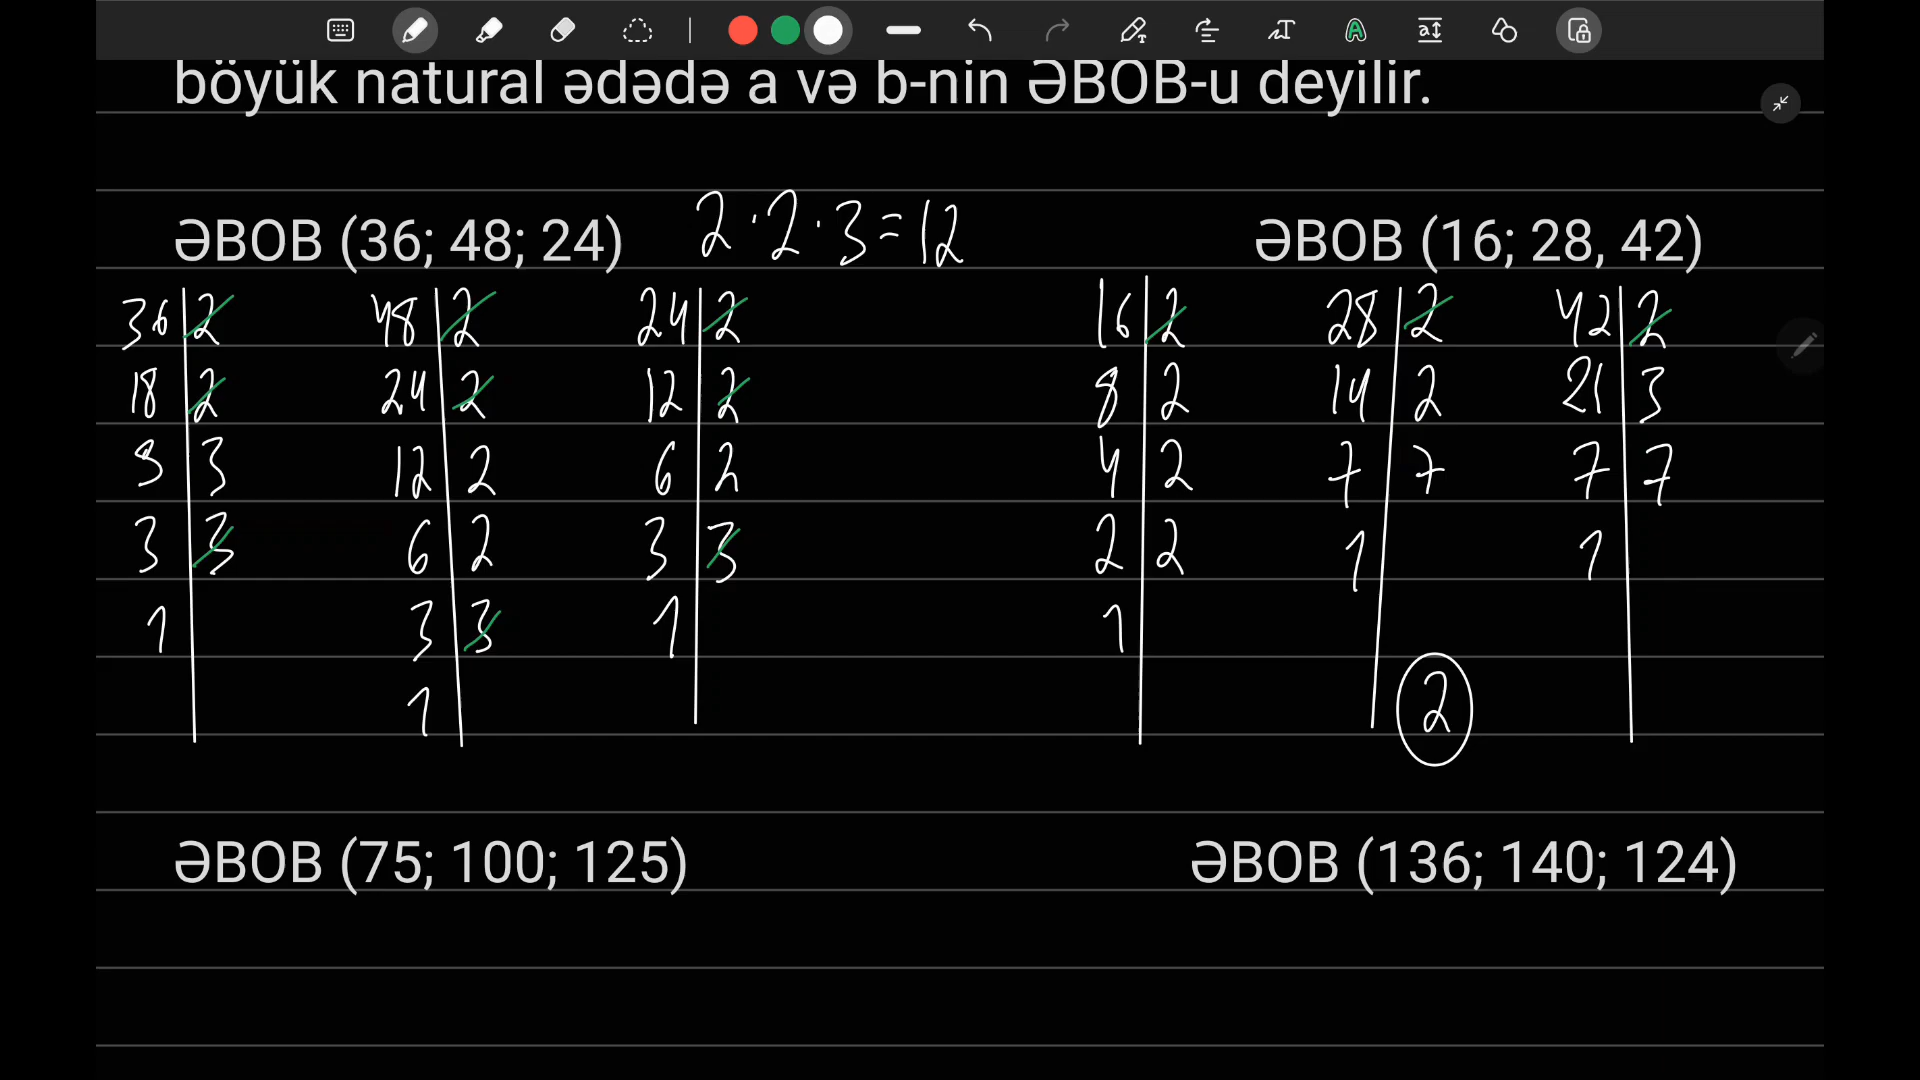 böyük natural ədədə a və b-nin ƏBOB-u deyilir.
ƏBOB (36; 48; 24) 2·2·3=12
36 2 48 2 24 2
18 2 24 2 12 2
9 3 12 2 6 2
3 3 6 2 3 3
1 3 3 1
1
ƏBOB (16; 28, 42)
16 2 28 2 42 2
8 2 14 2 21 3
4 2 7 7 7 7
2 2 1 1
1
2
ƏBOB (75; 100; 125)
ƏBOB (136; 140; 124)